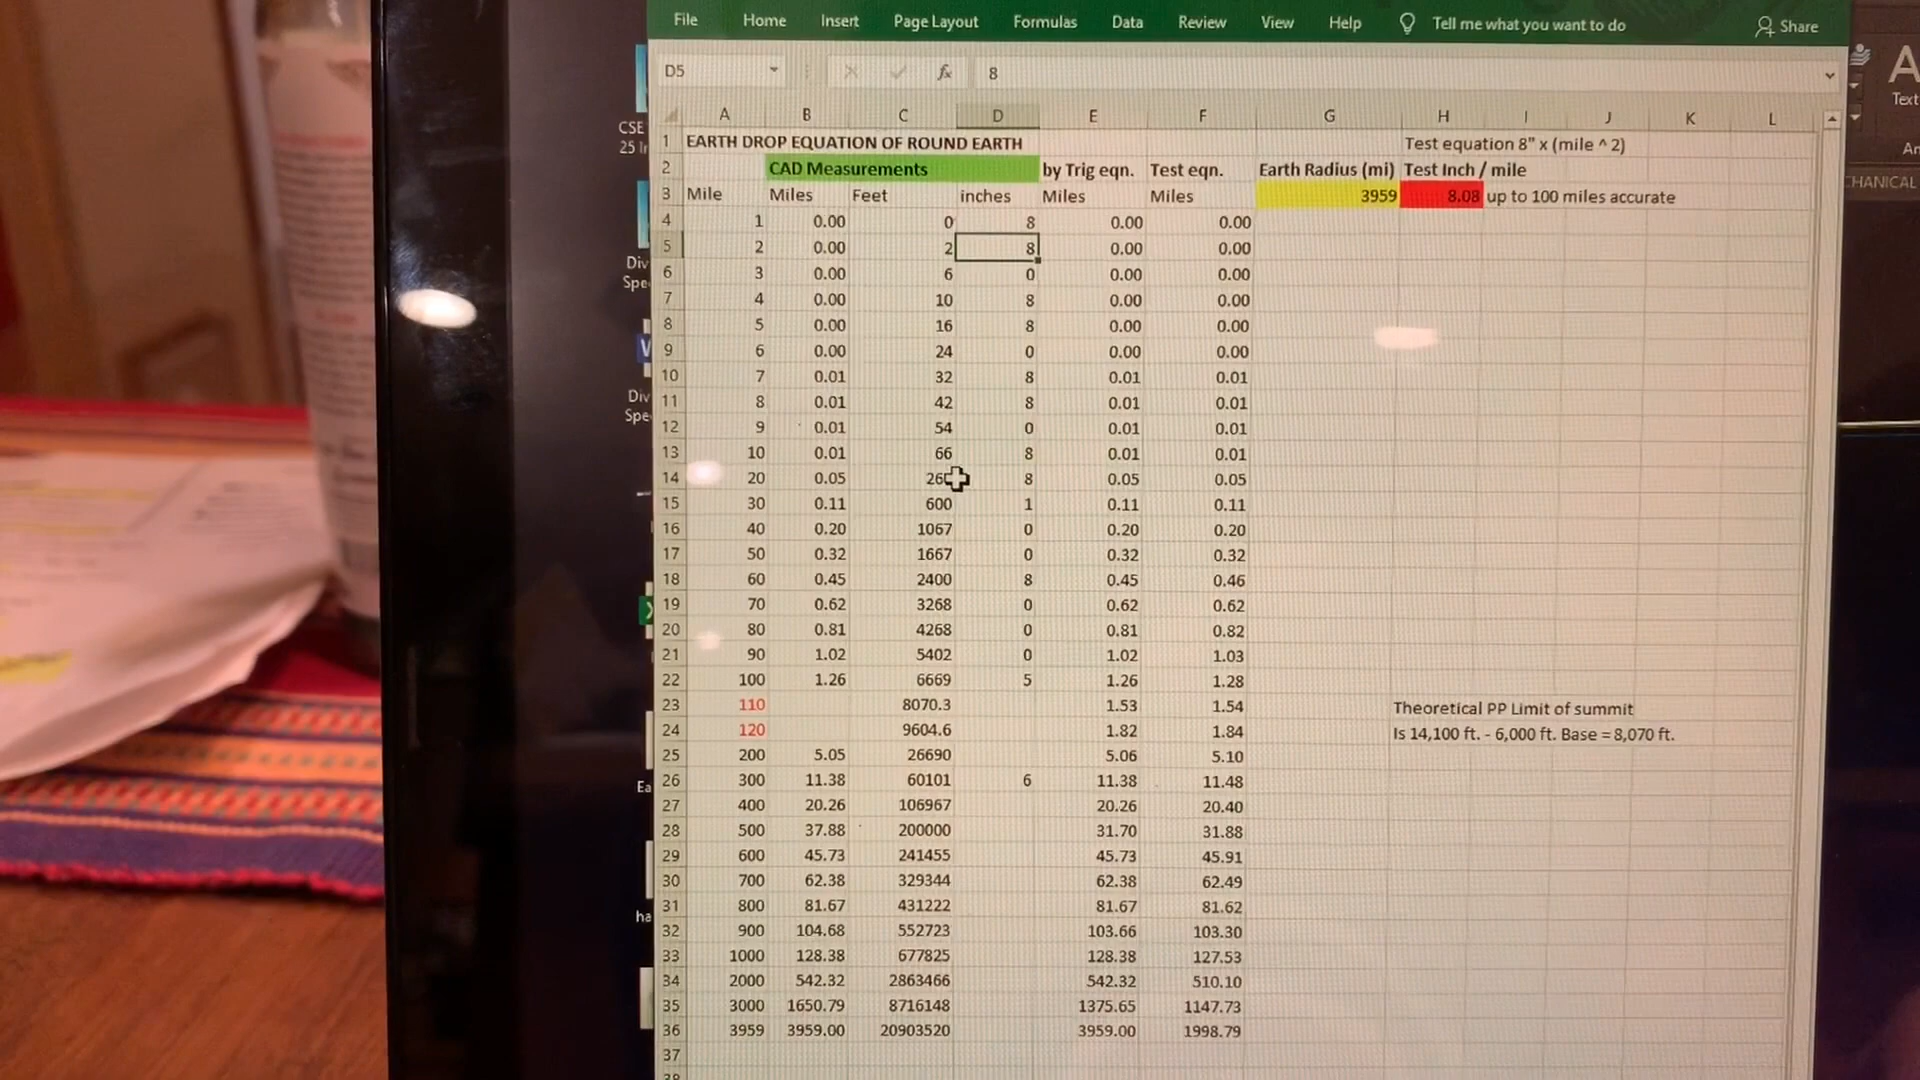 File Home Insert Page Layout Formulas Data Review View Help Tell me what you want to do Share
D5 fx 8
A B C D E F G H I J K L
1 EARTH DROP EQUATION OF ROUND EARTH Test equation 8" x (mile ^ 2)
2 CAD Measurements by Trig eqn. Test eqn. Earth Radius (mi) Test Inch / mile
3 Mile Miles Feet inches Miles Miles 3959 8.08 up to 100 miles accurate
4 1 0.00 0 8 0.00 0.00
5 2 0.00 2 8 0.00 0.00
6 3 0.00 6 0 0.00 0.00
7 4 0.00 10 8 0.00 0.00
8 5 0.00 16 8 0.00 0.00
9 6 0.00 24 0 0.00 0.00
10 7 0.01 32 8 0.01 0.01
11 8 0.01 42 8 0.01 0.01
12 9 0.01 54 0 0.01 0.01
13 10 0.01 66 8 0.01 0.01
14 20 0.05 8 0.05 0.05
15 30 0.11 600 1 0.11 0.11
16 40 0.20 1067 0 0.20 0.20
17 50 0.32 1667 0 0.32 0.32
18 60 0.45 2400 8 0.45 0.46
19 70 0.62 3268 0 0.62 0.62
20 80 0.81 4268 0 0.81 0.82
21 90 1.02 5402 0 1.02 1.03
22 100 1.26 6669 5 1.26 1.28
23 110 8070.3 1.53 1.54 Theoretical PP Limit of summit
24 120 9604.6 1.82 1.84 Is 14,100 ft. - 6,000 ft. Base = 8,070 ft.
25 200 5.05 26690 5.06 5.10
26 300 11.38 60101 6 11.38 11.48
27 400 20.26 106967 20.26 20.40
28 500 37.88 200000 31.70 31.88
29 600 45.73 241455 45.73 45.91
30 700 62.38 329344 62.38 62.49
31 800 81.67 431222 81.67 81.62
32 900 104.68 552723 103.66 103.30
33 1000 128.38 677825 128.38 127.53
34 2000 542.32 2863466 542.32 510.10
35 3000 1650.79 8716148 1375.65 1147.73
36 3959 3959.00 20903520 3959.00 1998.79
37
CSE
25
Div
Spe
Div
Spe
Ea
ha
Text